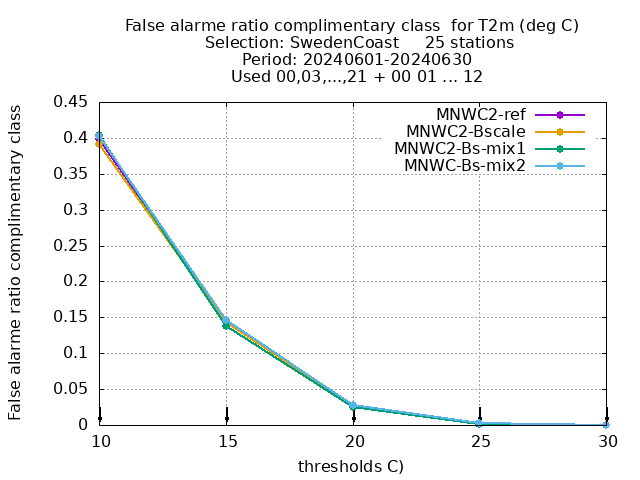 False alarme ratio complimentary class  for T2m (deg C)
Selection: SwedenCoast     25 stations
Period: 20240601-20240630
Used 00,03,...,21 + 00 01 ... 12
False alarme ratio complimentary class
0.45
0.4
0.35
0.3
0.25
0.2
0.15
0.1
0.05
0
MNWC2-ref
MNWC2-Bscale
MNWC2-Bs-mix1
MNWC-Bs-mix2
10 15 20 25 30
thresholds C)